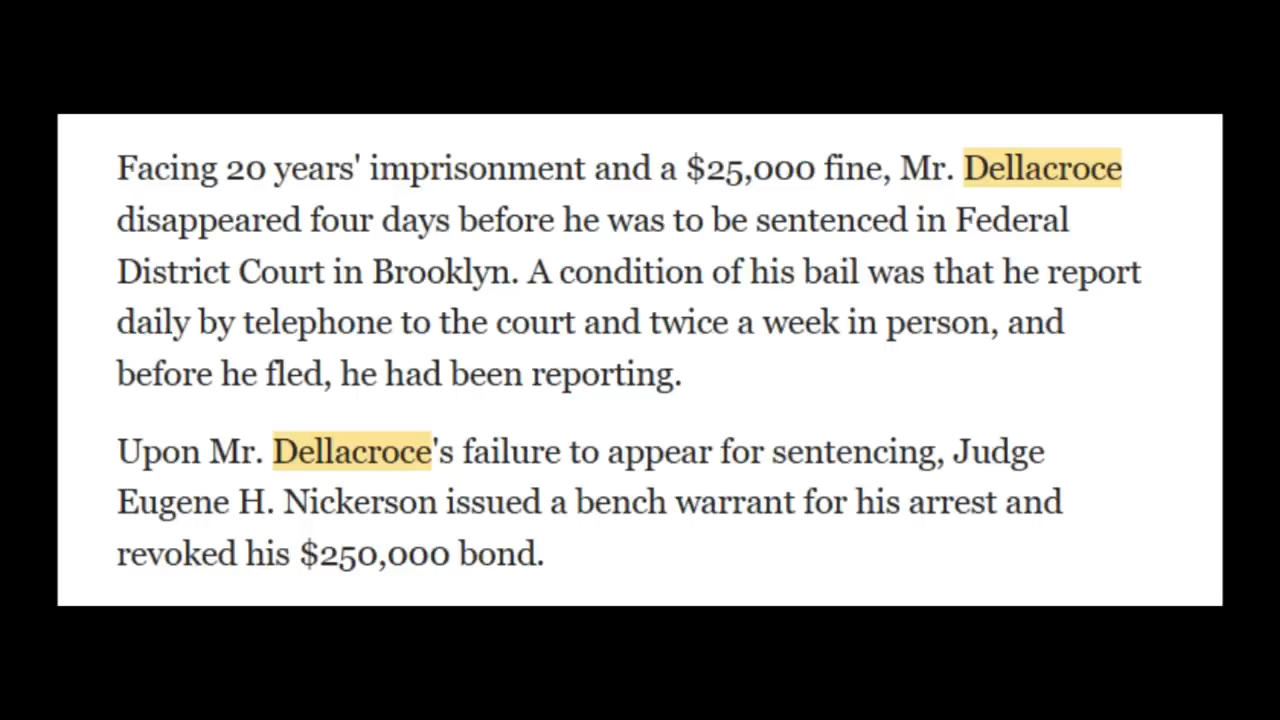 Facing 20 years' imprisonment and a $25,000 fine, Mr. Dellacroce
disappeared four days before he was to be sentenced in Federal
District Court in Brooklyn. A condition of his bail was that he report
daily by telephone to the court and twice a week in person, and
before he fled, he had been reporting.
Upon Mr. Dellacroce's failure to appear for sentencing, Judge
Eugene H. Nickerson issued a bench warrant for his arrest and
revoked his $250,000 bond.